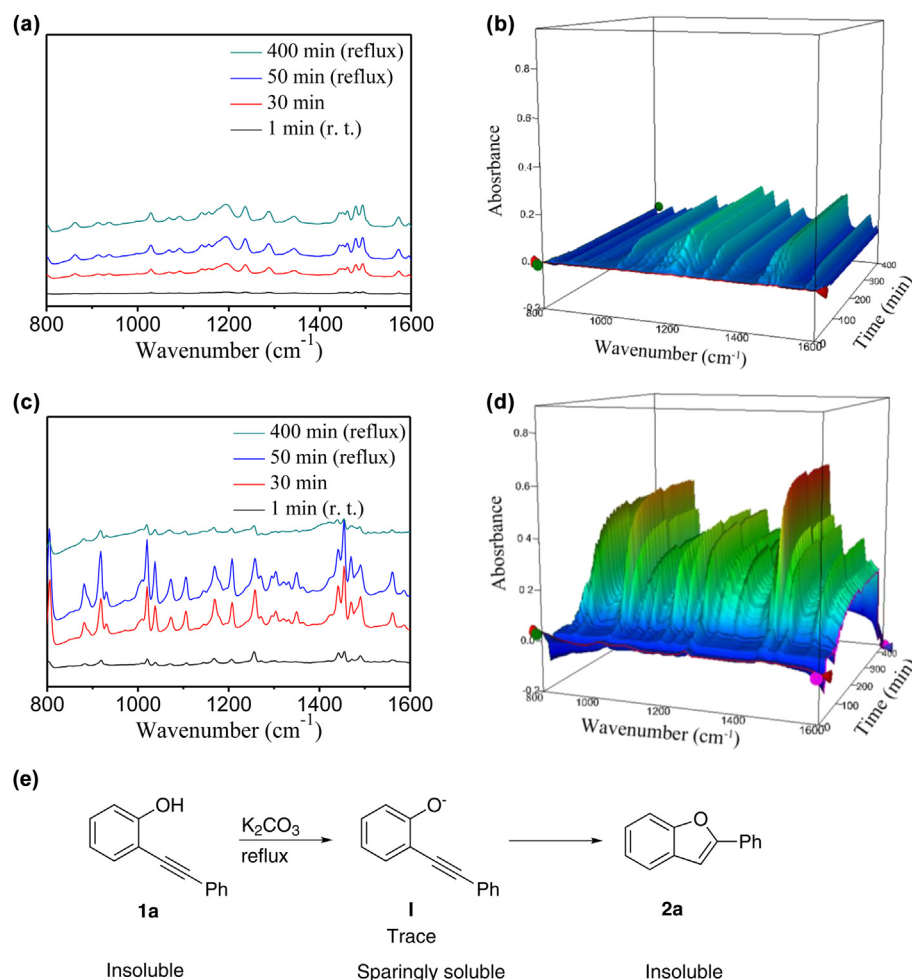 (a)
400 min (reflux)
50 min (reflux)
30 min
1 min (r. t.)
800 1000 1200 1400 1600
Wavenumber (cm-1)
(b)
0.8
0.6
0.4
0.2
0.0
-0.2
Abosrbance
800 1000 1200 1400 1600
Wavenumber (cm-1)
0 100 200 300 400
Time (min)
(c)
400 min (reflux)
50 min (reflux)
30 min
1 min (r. t.)
800 1000 1200 1400 1600
Wavenumber (cm-1)
(d)
0.8
0.6
0.4
0.2
0.0
-0.2
Abosrbance
800 1000 1200 1400 1600
Wavenumber (cm-1)
0 100 200 300 400
Time (min)
(e)
OH
Ph
1a
Insoluble
K2CO3
reflux
O-
Ph
I
Trace
Sparingly soluble
O
Ph
2a
Insoluble